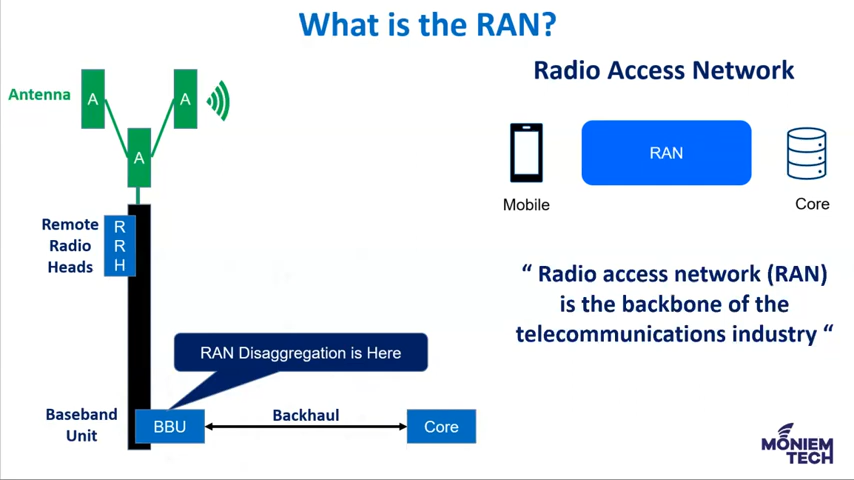 What is the RAN?
Antenna
A
A
A
Remote
Radio
Heads
R
R
H
RAN Disaggregation is Here
Baseband
Unit
BBU
Backhaul
Core
Radio Access Network
RAN
Mobile
Core
“ Radio access network (RAN)
is the backbone of the
telecommunications industry “
MONIEM
TECH